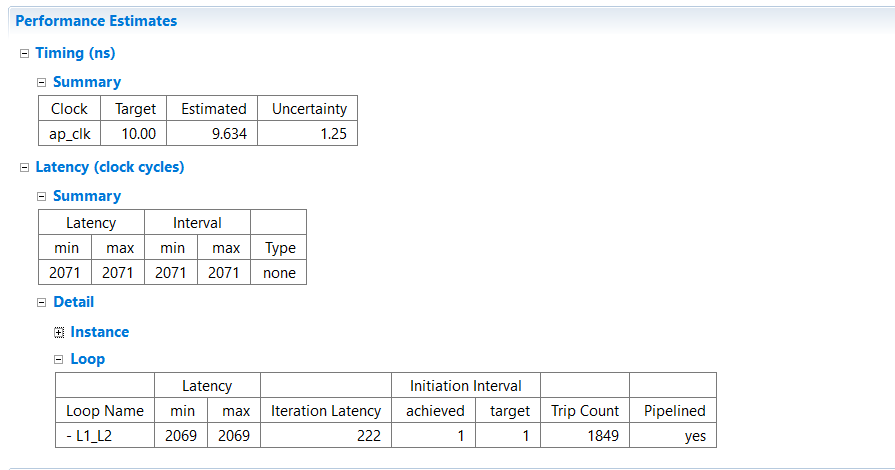 Performance Estimates
Timing (ns)
Summary
Clock Target Estimated Uncertainty
ap_clk 10.00 9.634 1.25
Latency (clock cycles)
Summary
Latency Interval
min max min max Type
2071 2071 2071 2071 none
Detail
Instance
Loop
Latency Initiation Interval
Loop Name min max Iteration Latency achieved target Trip Count Pipelined
- L1_L2 2069 2069 222 1 1 1849 yes